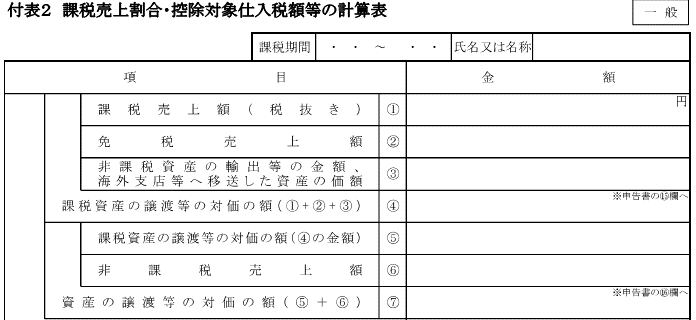 付表2 課税売上割合・控除対象仕入税額等の計算表
一般
課税期間 ・ ・ ～ ・ ・ 氏名又は名称
項目 金額
課税売上額(税抜き) ① 円
免税売上額 ②
非課税資産の輸出等の金額、
海外支店等へ移送した資産の価額 ③
※申告書の⑮欄へ
課税資産の譲渡等の対価の額(①+②+③) ④
課税資産の譲渡等の対価の額(④の金額) ⑤
非課税売上額 ⑥
※申告書の⑯欄へ
資産の譲渡等の対価の額(⑤+⑥) ⑦